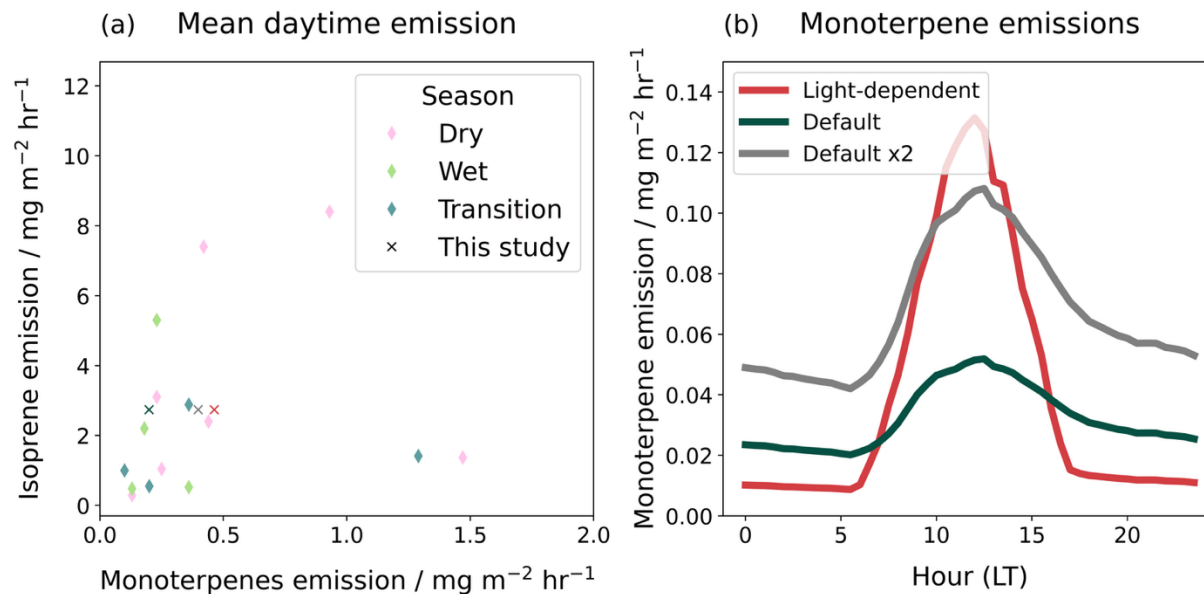 (a) Mean daytime emission
Isoprene emission / mg m⁻² hr⁻¹
12
10
8
6
4
2
0
Season
Dry
Wet
Transition
This study
0.0 0.5 1.0 1.5 2.0
Monoterpenes emission / mg m⁻² hr⁻¹
(b) Monoterpene emissions
Monoterpene emission / mg m⁻² hr⁻¹
0.14
0.12
0.10
0.08
0.06
0.04
0.02
0.00
Light-dependent
Default
Default x2
0 5 10 15 20
Hour (LT)